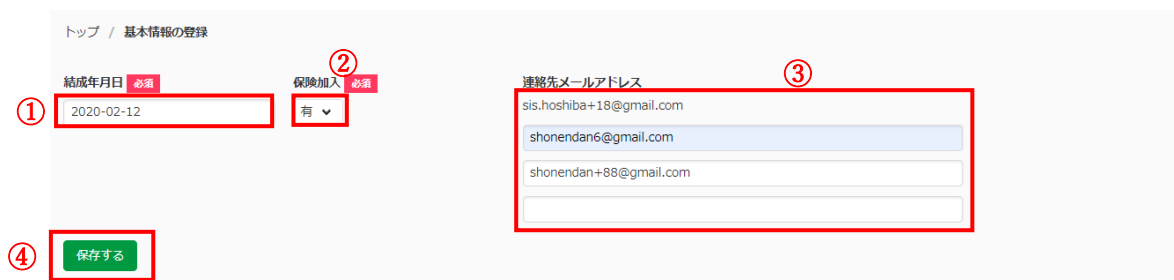 トップ / 基本情報の登録
②
③
結成年月日 必須
保険加入 必須
連絡先メールアドレス
①
2020-02-12
有
sis.hoshiba+18@gmail.com
shonendan6@gmail.com
shonendan+88@gmail.com
④
保存する